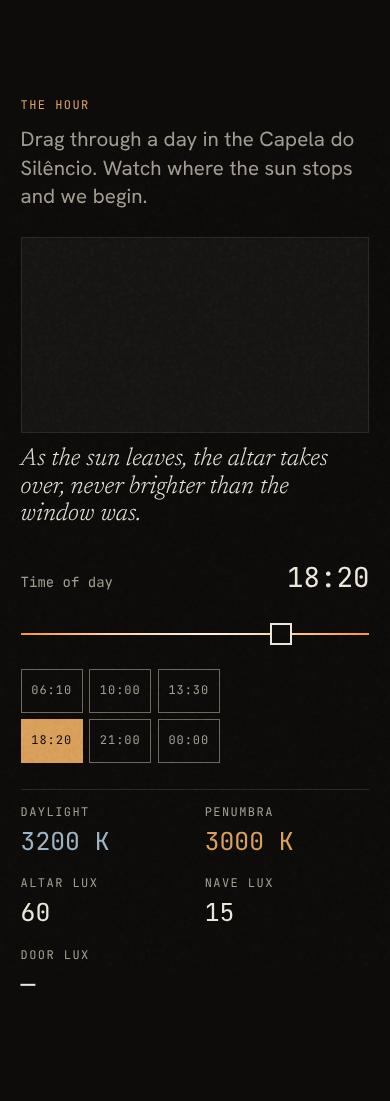 THE HOUR
Drag through a day in the Capela do
Silêncio. Watch where the sun stops
and we begin.
As the sun leaves, the altar takes
over, never brighter than the
window was.
Time of day 18:20
06:10 10:00 13:30
18:20 21:00 00:00
DAYLIGHT PENUMBRA
3200 K 3000 K
ALTAR LUX NAVE LUX
60 15
DOOR LUX
—